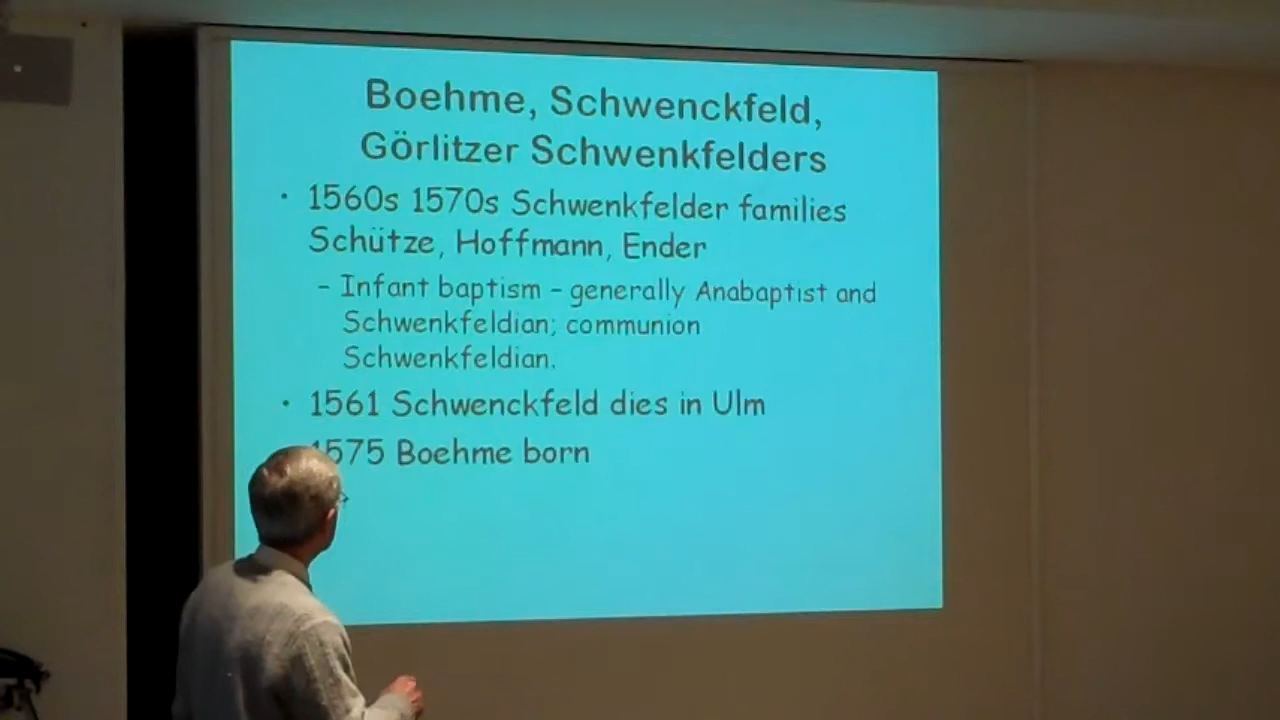 Boehme, Schwenckfeld,
Görlitzer Schwenkfelders
· 1560s 1570s Schwenkfelder families
Schütze, Hoffmann, Ender
– Infant baptism – generally Anabaptist and
Schwenkfeldian; communion
Schwenkfeldian.
· 1561 Schwenckfeld dies in Ulm
1575 Boehme born